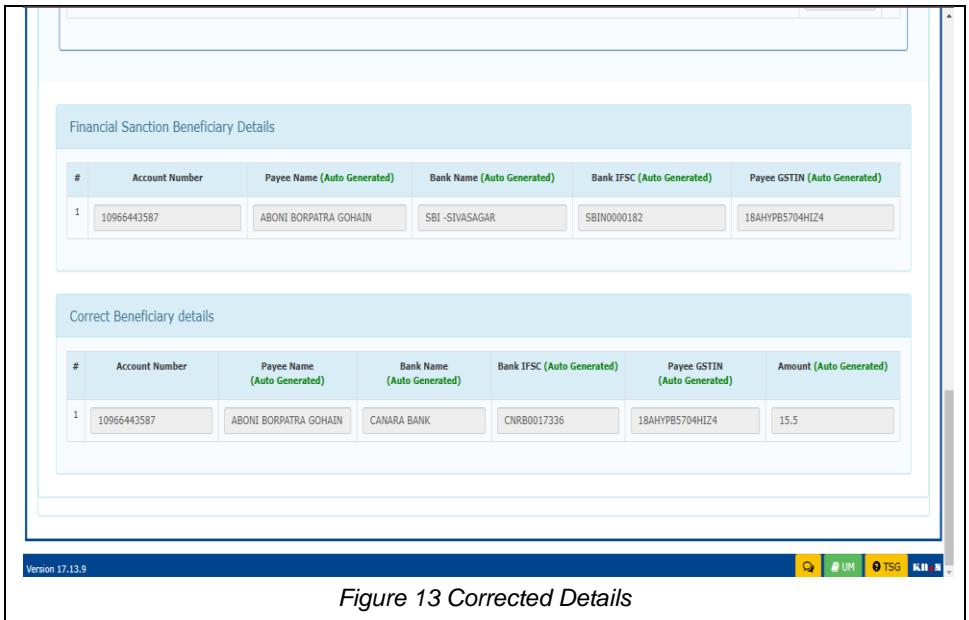 Financial Sanction Beneficiary Details
# Account Number Payee Name (Auto Generated) Bank Name (Auto Generated) Bank IFSC (Auto Generated) Payee GSTIN (Auto Generated)
1 10966443587 ABONI BORPATRA GOHAIN SBI -SIVASAGAR SBIN0000182 18AHYPB5704HIZ4
Correct Beneficiary details
# Account Number Payee Name (Auto Generated) Bank Name (Auto Generated) Bank IFSC (Auto Generated) Payee GSTIN (Auto Generated) Amount (Auto Generated)
1 10966443587 ABONI BORPATRA GOHAIN CANARA BANK CNRB0017336 18AHYPB5704HIZ4 15.5
Version 17.13.9 UM TSG
Figure 13 Corrected Details